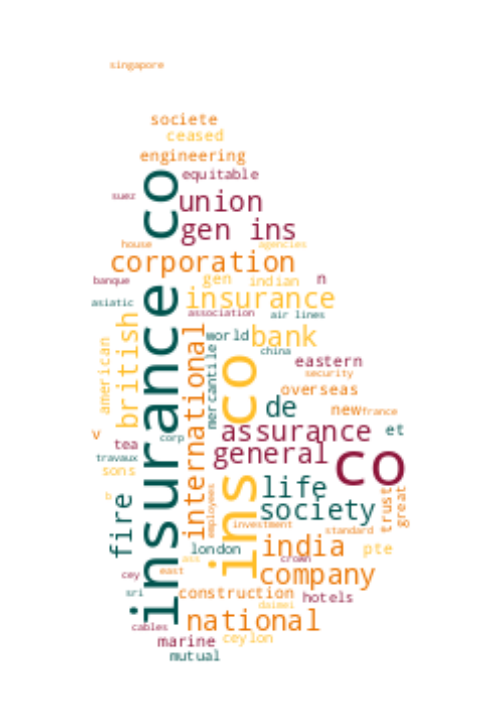 singapore
societe
ceased
engineering
equitable
suez
union
gen ins
house
agencies
corporation
banque
gen
indian
n
asiatic
insurance
association
air lines
insurance co
british
american
international
mercantile
world
bank
china
eastern
security
overseas
ins co
de
new
france
v
corp
assurance
et
tea
general
travaux
co
sons
life
society
fire
employees
trust
great
investment
standard
london
india
pte
crown
cey
east
company
sri
construction
hotels
daimei
national
cables
marine
ceylon
mutual